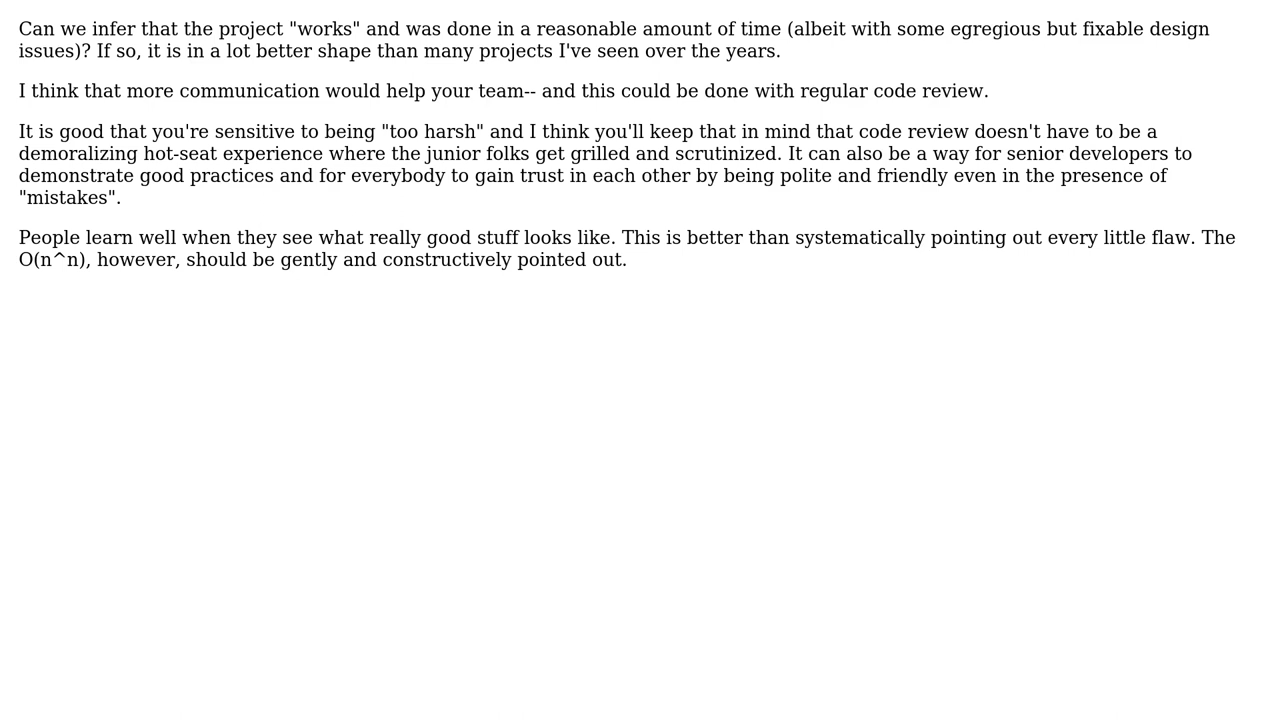 Can we infer that the project "works" and was done in a reasonable amount of time (albeit with some egregious but fixable design
issues)? If so, it is in a lot better shape than many projects I've seen over the years.
I think that more communication would help your team-- and this could be done with regular code review.
It is good that you're sensitive to being "too harsh" and I think you'll keep that in mind that code review doesn't have to be a
demoralizing hot-seat experience where the junior folks get grilled and scrutinized. It can also be a way for senior developers to
demonstrate good practices and for everybody to gain trust in each other by being polite and friendly even in the presence of
"mistakes".
People learn well when they see what really good stuff looks like. This is better than systematically pointing out every little flaw. The
O(n^n), however, should be gently and constructively pointed out.